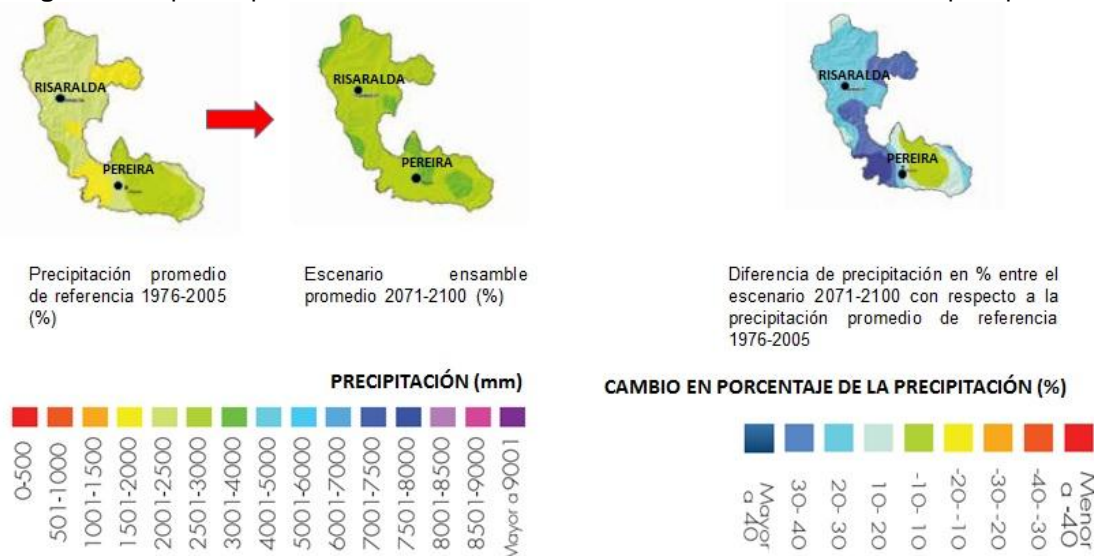 RISARALDA
PEREIRA
RISARALDA
PEREIRA
RISARALDA
PEREIRA
Precipitación promedio
de referencia 1976-2005
(%)
Escenario ensamble
promedio 2071-2100 (%)
Diferencia de precipitación en % entre el
escenario 2071-2100 con respecto a la
precipitación promedio de referencia
1976-2005
PRECIPITACIÓN (mm)
0-500
501-1000
1001-1500
1501-2000
2001-2500
2501-3000
3001-4000
4001-5000
5001-6000
6001-7000
7001-7500
7501-8000
8001-8500
8501-9000
Mayor a 9001
CAMBIO EN PORCENTAJE DE LA PRECIPITACIÓN (%)
Mayor
a 40
30- 40
20- 30
10- 20
-10- 10
-20--10
-30--20
-40--30
Menor
a -40